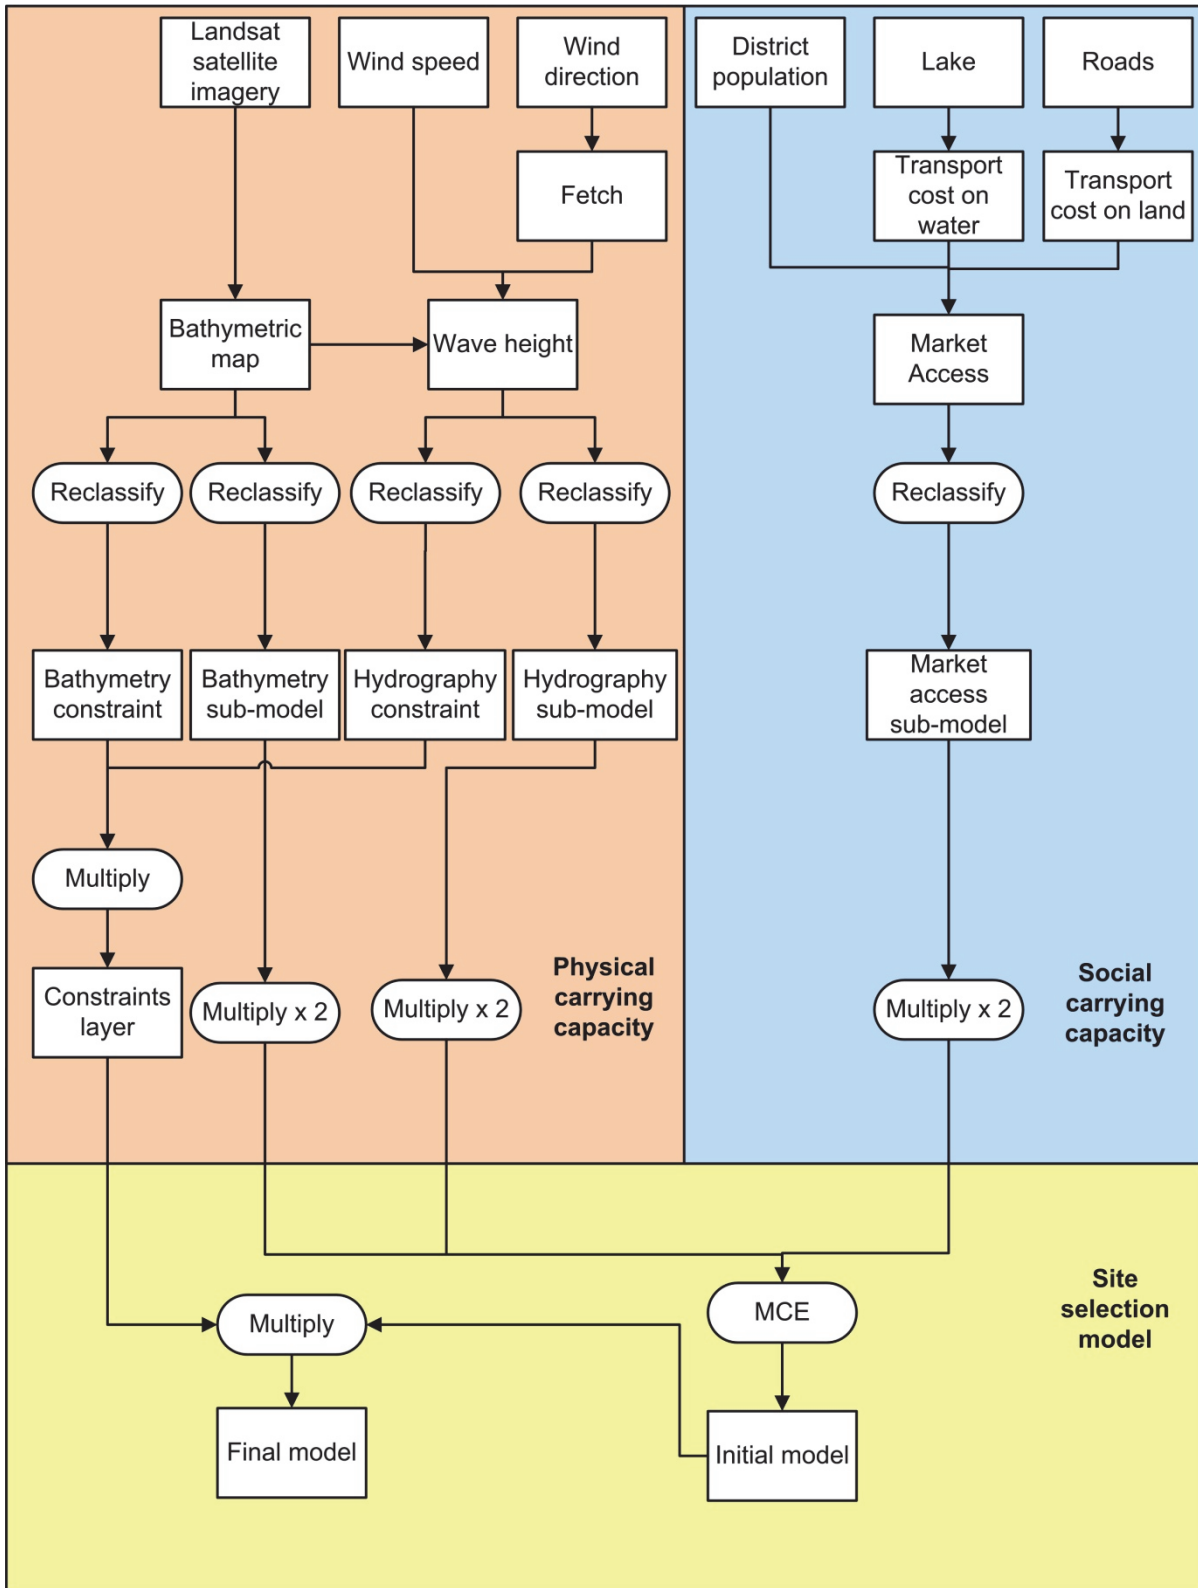 Landsat
satellite
imagery
Wind speed
Wind
direction
District
population
Lake
Roads
Fetch
Transport
cost on
water
Transport
cost on land
Bathymetric
map
Wave height
Market
Access
Reclassify
Reclassify
Reclassify
Reclassify
Reclassify
Bathymetry
constraint
Bathymetry
sub-model
Hydrography
constraint
Hydrography
sub-model
Market
access
sub-model
Multiply
Constraints
layer
Multiply x 2
Multiply x 2
Physical
carrying
capacity
Multiply x 2
Social
carrying
capacity
Multiply
MCE
Site
selection
model
Final model
Initial model